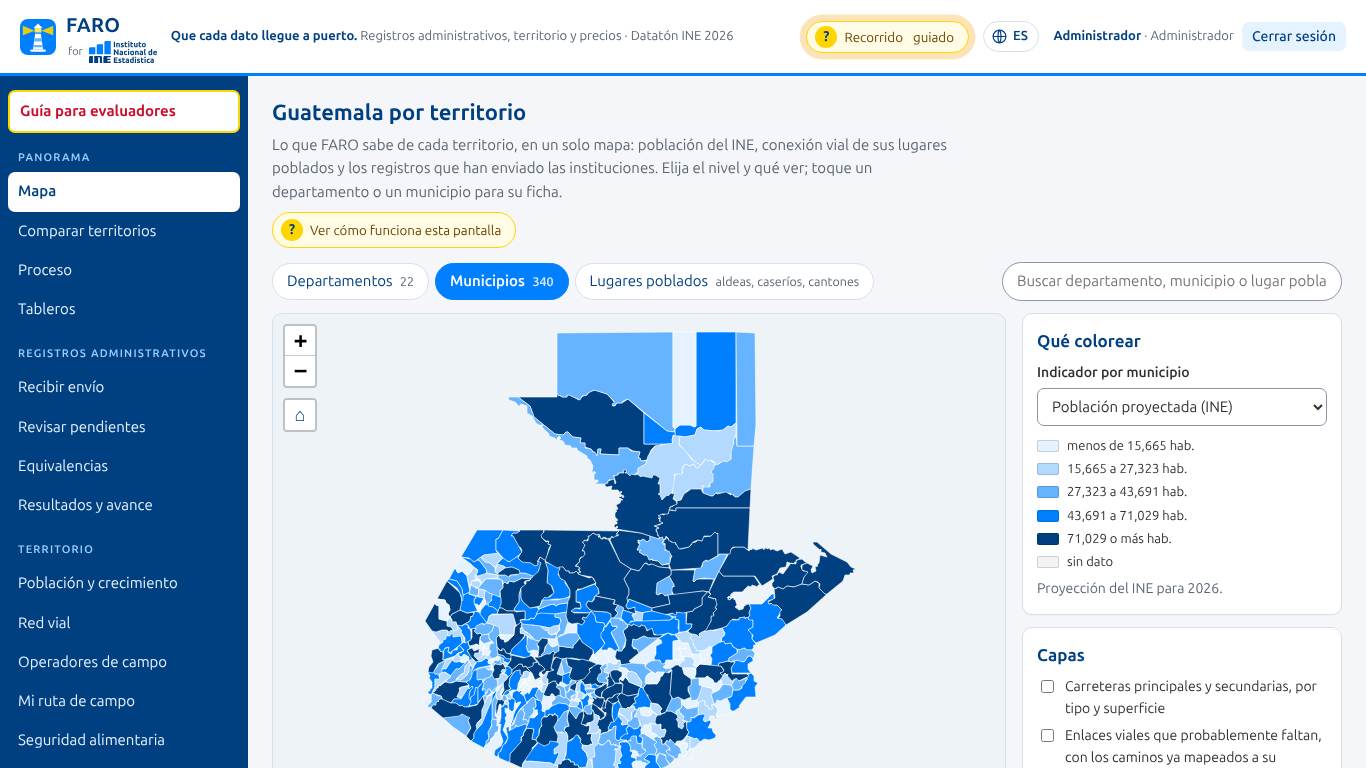 FARO
for Instituto Nacional de Estadística
INE
Que cada dato llegue a puerto. Registros administrativos, territorio y precios · Datatón INE 2026
? Recorrido guiado
ES
Administrador · Administrador
Cerrar sesión
Guía para evaluadores
PANORAMA
Mapa
Comparar territorios
Proceso
Tableros
REGISTROS ADMINISTRATIVOS
Recibir envío
Revisar pendientes
Equivalencias
Resultados y avance
TERRITORIO
Población y crecimiento
Red vial
Operadores de campo
Mi ruta de campo
Seguridad alimentaria
Guatemala por territorio
Lo que FARO sabe de cada territorio, en un solo mapa: población del INE, conexión vial de sus lugares
poblados y los registros que han enviado las instituciones. Elija el nivel y qué ver; toque un
departamento o un municipio para su ficha.
? Ver cómo funciona esta pantalla
Departamentos 22
Municipios 340
Lugares poblados aldeas, caseríos, cantones
Buscar departamento, municipio o lugar pobla
+
−
⌂
Qué colorear
Indicador por municipio
Población proyectada (INE)
menos de 15,665 hab.
15,665 a 27,323 hab.
27,323 a 43,691 hab.
43,691 a 71,029 hab.
71,029 o más hab.
sin dato
Proyección del INE para 2026.
Capas
Carreteras principales y secundarias, por
tipo y superficie
Enlaces viales que probablemente faltan,
con los caminos ya mapeados a su